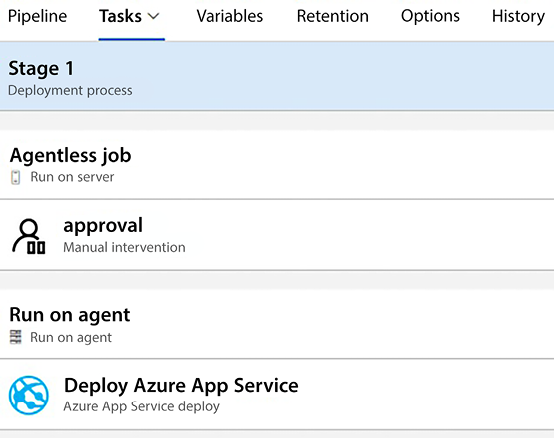 Pipeline Tasks Variables Retention Options History
Stage 1
Deployment process
Agentless job
Run on server
approval
Manual intervention
Run on agent
Run on agent
Deploy Azure App Service
Azure App Service deploy